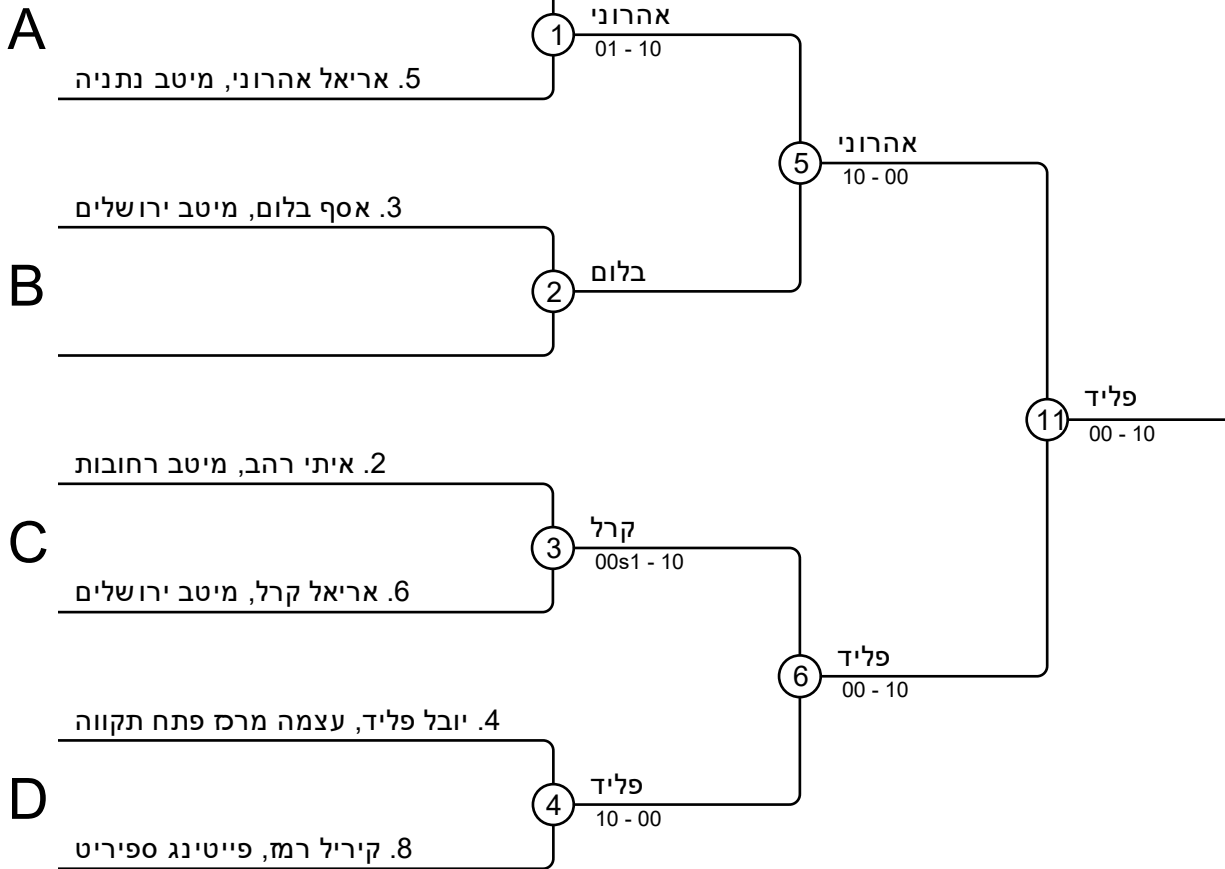 A
1
אהרוני
01 - 10
5. אריאל אהרוני, מיטב נתניה
5
אהרוני
10 - 00
3. אסף בלום, מיטב ירושלים
B
2
בלום
11
פליד
00 - 10
2. איתי רהב, מיטב רחובות
C
3
קרל
00s1 - 10
6. אריאל קרל, מיטב ירושלים
6
פליד
00 - 10
4. יובל פליד, עצמה מרכז פתח תקווה
D
4
פליד
10 - 00
8. קיריל רמז, פייטינג ספיריט